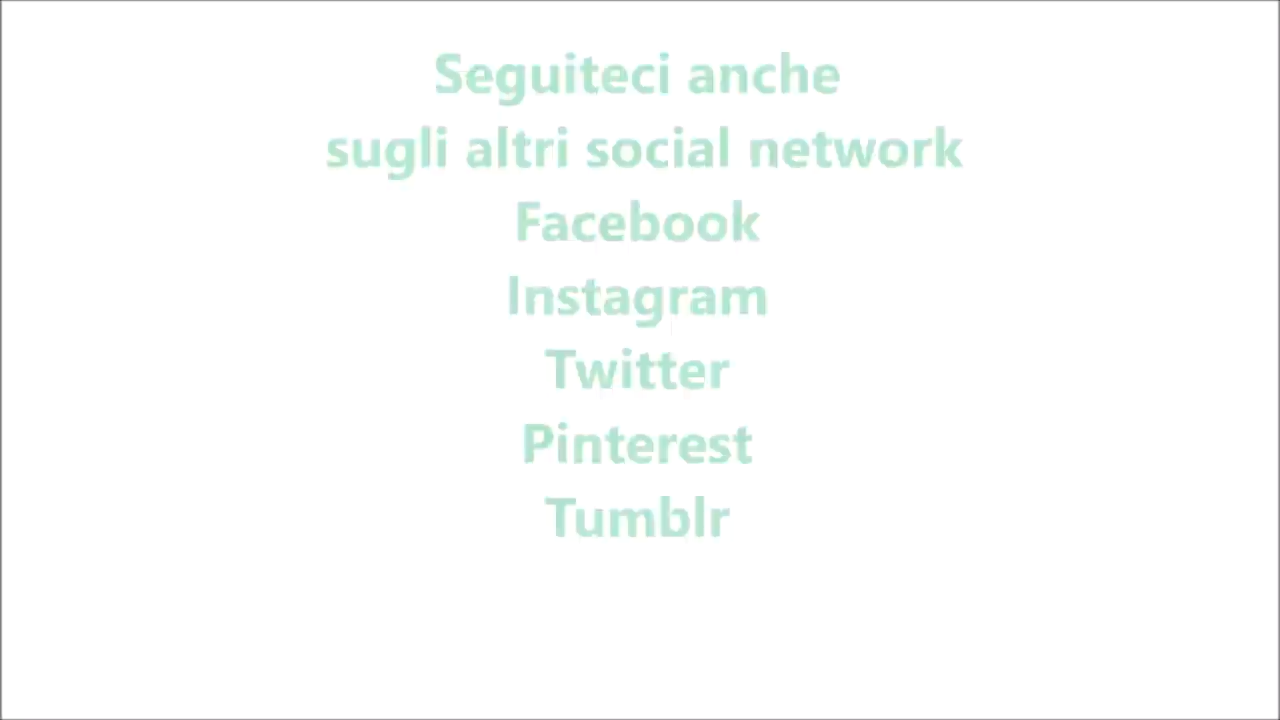 Seguiteci anche
sugli altri social network
Facebook
Instagram
Twitter
Pinterest
Tumblr